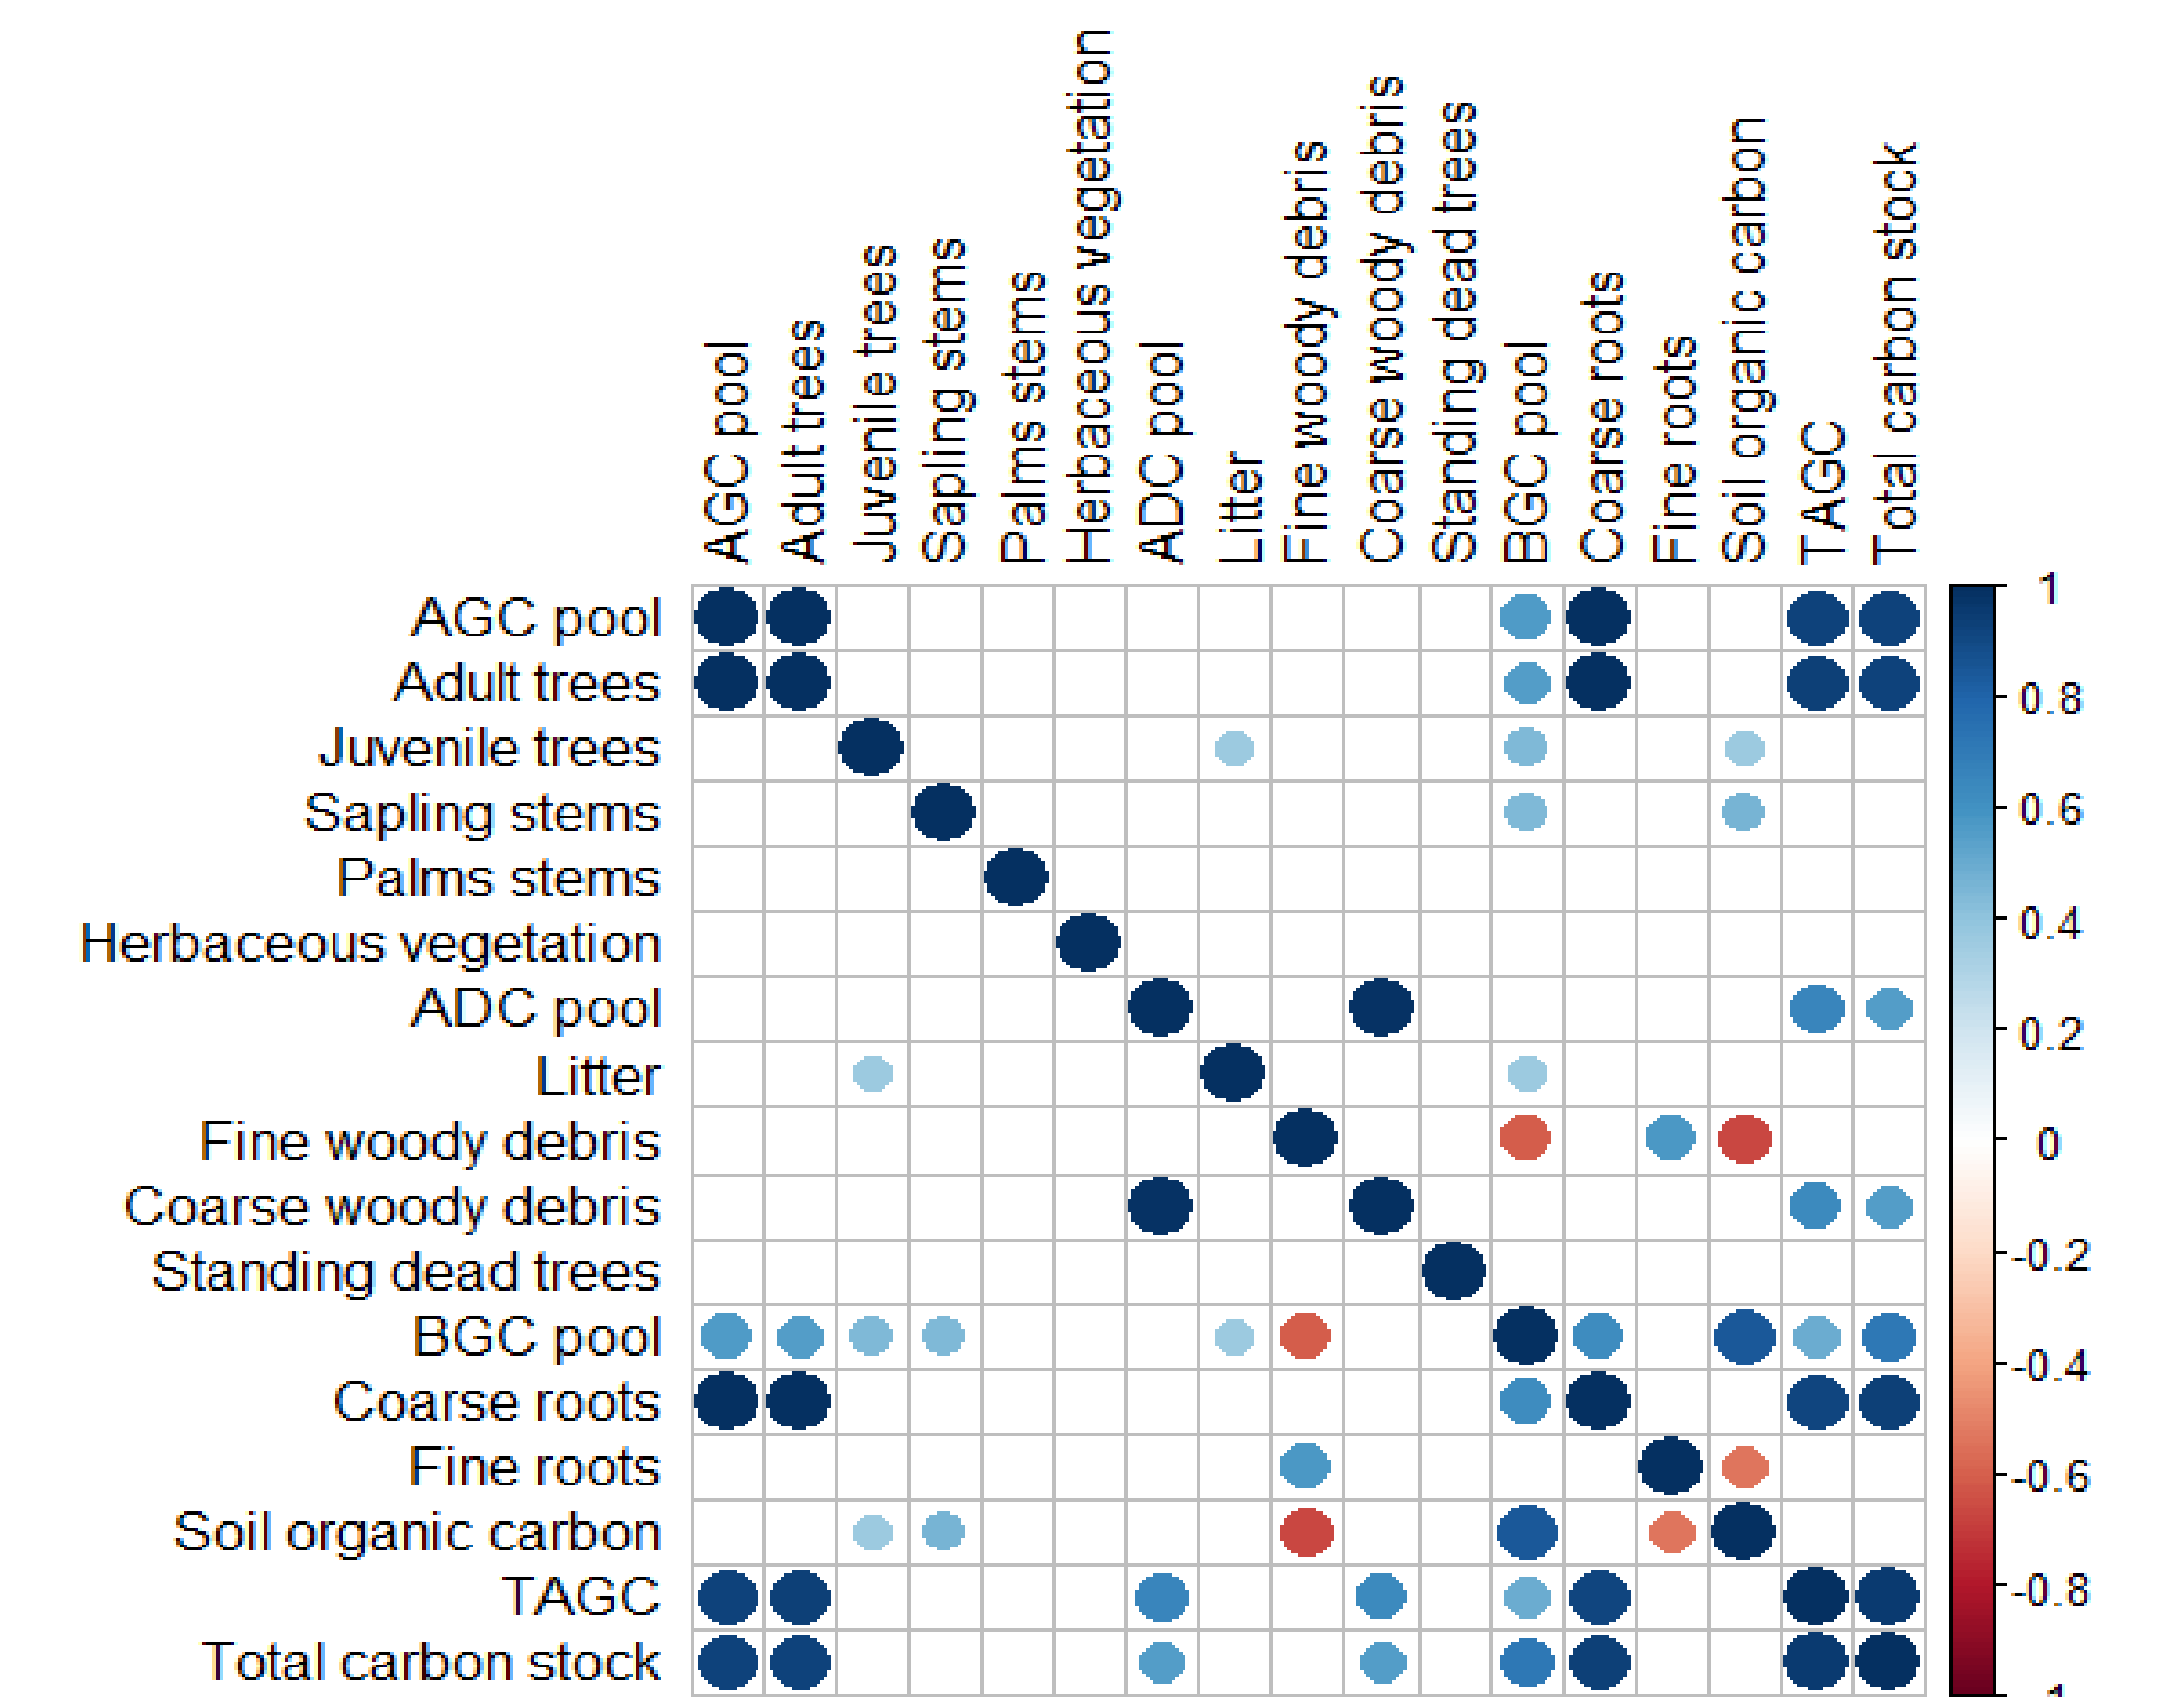 AGC pool
Adult trees
Juvenile trees
Sapling stems
Palms stems
Herbaceous vegetation
ADC pool
Litter
Fine woody debris
Coarse woody debris
Standing dead trees
BGC pool
Coarse roots
Fine roots
Soil organic carbon
TAGC
Total carbon stock
AGC pool
Adult trees
Juvenile trees
Sapling stems
Palms stems
Herbaceous vegetation
ADC pool
Litter
Fine woody debris
Coarse woody debris
Standing dead trees
BGC pool
Coarse roots
Fine roots
Soil organic carbon
TAGC
Total carbon stock
1
0.8
0.6
0.4
0.2
0
-0.2
-0.4
-0.6
-0.8